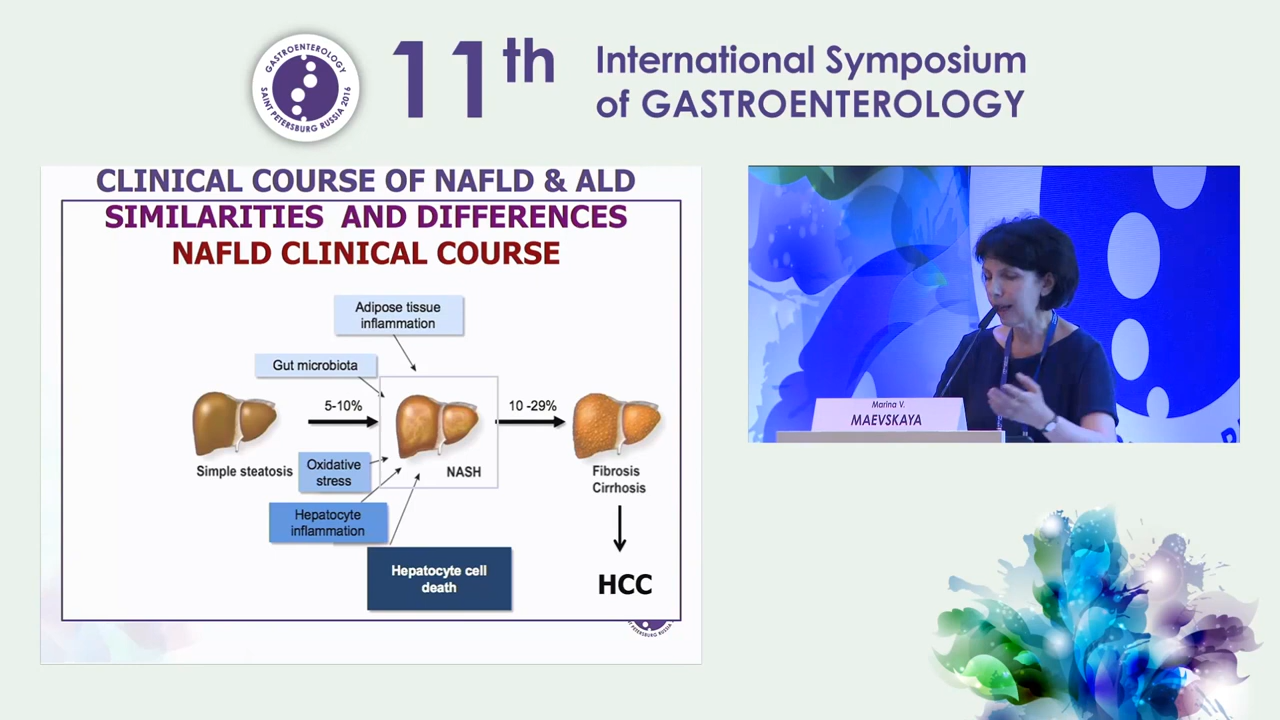 GASTROENTEROLOGY
SAINT PETERSBURG RUSSIA 2016
11th
International Symposium
of GASTROENTEROLOGY
CLINICAL COURSE OF NAFLD & ALD
SIMILARITIES AND DIFFERENCES
NAFLD CLINICAL COURSE
Adipose tissue
inflammation
Gut microbiota
5-10%
10 -29%
Simple steatosis
Oxidative
stress
NASH
Fibrosis
Cirrhosis
Hepatocyte
inflammation
Hepatocyte cell
death
HCC
Marina V.
MAEVSKAYA